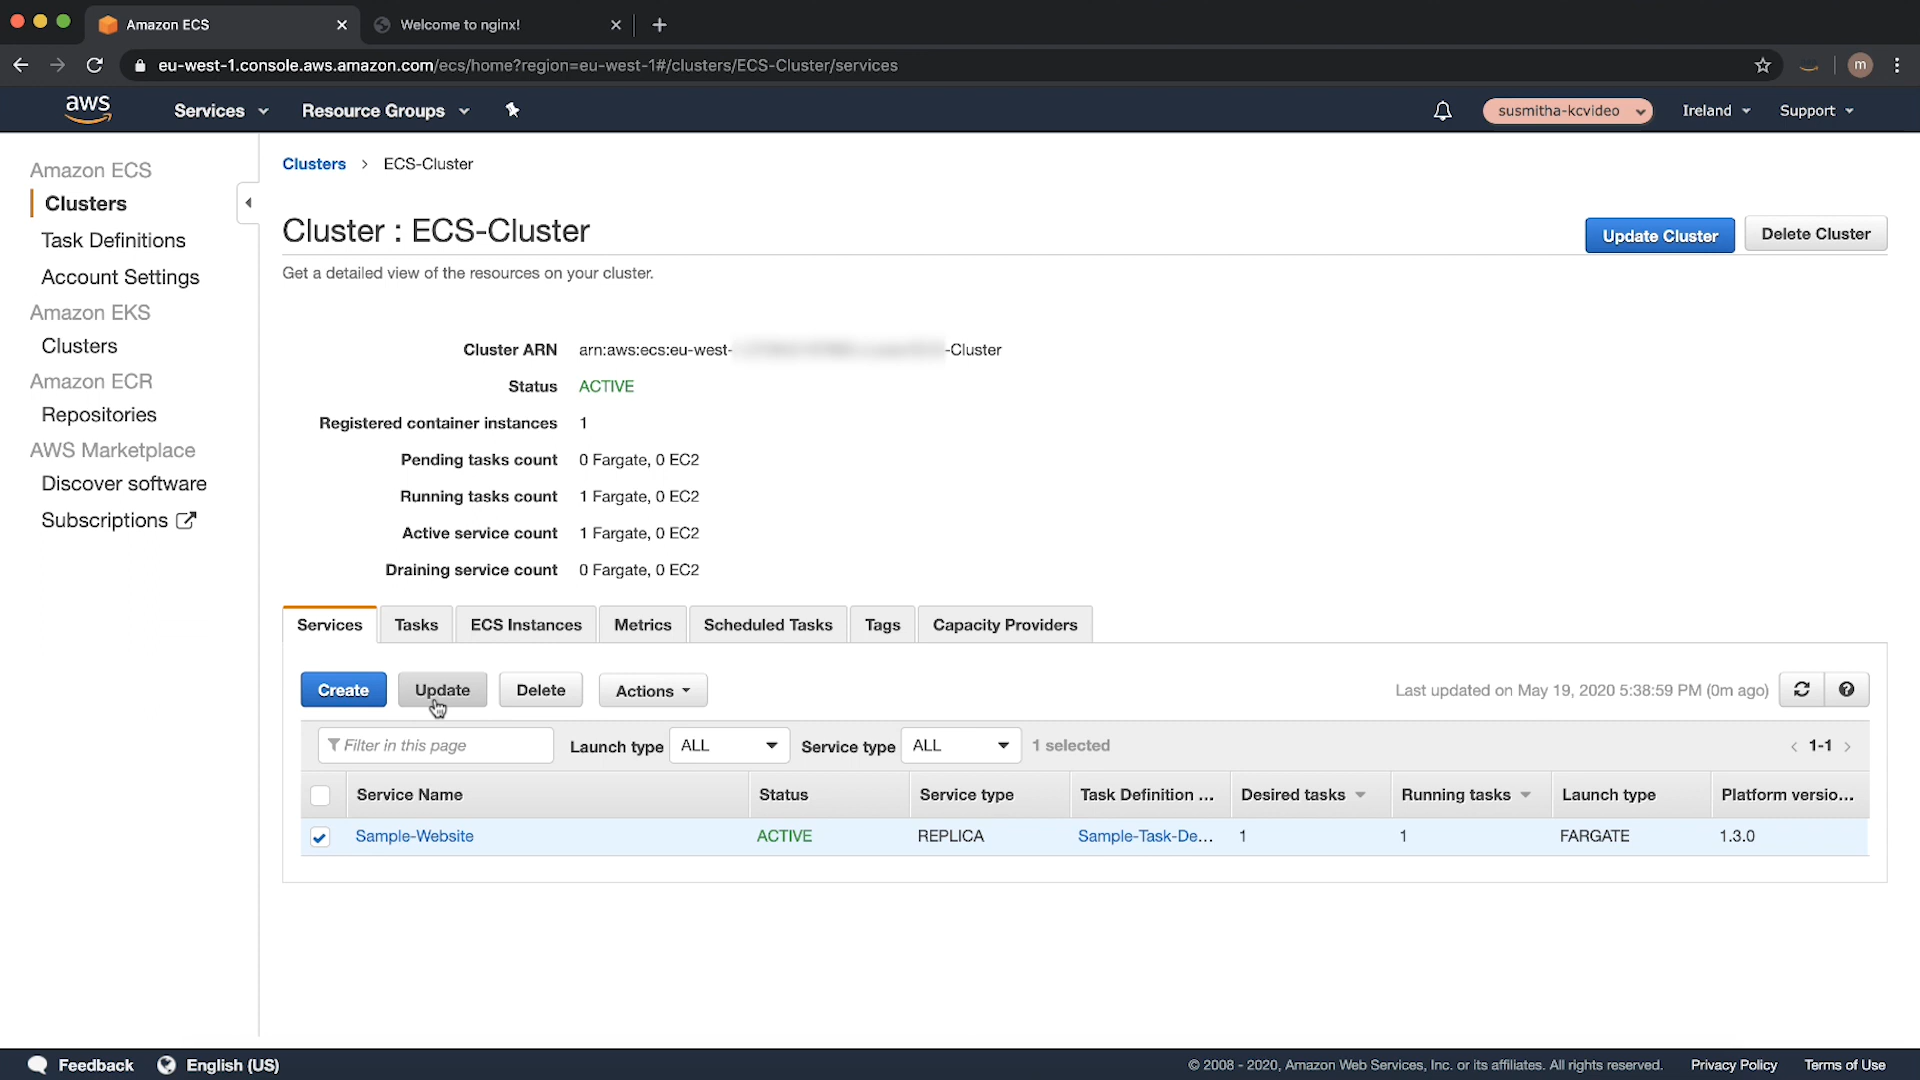 Amazon ECS
Welcome to nginx!
eu-west-1.console.aws.amazon.com/ecs/home?region=eu-west-1#/clusters/ECS-Cluster/services
m
aws
Services
Resource Groups
susmitha-kcvideo
Ireland
Support
Amazon ECS
Clusters
Task Definitions
Account Settings
Amazon EKS
Clusters
Amazon ECR
Repositories
AWS Marketplace
Discover software
Subscriptions
Clusters > ECS-Cluster
Cluster : ECS-Cluster
Update Cluster
Delete Cluster
Get a detailed view of the resources on your cluster.
Cluster ARN arn:aws:ecs:eu-west- -Cluster
Status ACTIVE
Registered container instances 1
Pending tasks count 0 Fargate, 0 EC2
Running tasks count 1 Fargate, 0 EC2
Active service count 1 Fargate, 0 EC2
Draining service count 0 Fargate, 0 EC2
Services Tasks ECS Instances Metrics Scheduled Tasks Tags Capacity Providers
Create Update Delete Actions
Last updated on May 19, 2020 5:38:59 PM (0m ago)
Filter in this page Launch type ALL Service type ALL 1 selected < 1-1 >
Service Name Status Service type Task Definition ... Desired tasks Running tasks Launch type Platform versio...
Sample-Website ACTIVE REPLICA Sample-Task-De... 1 1 FARGATE 1.3.0
Feedback English (US)
© 2008 - 2020, Amazon Web Services, Inc. or its affiliates. All rights reserved. Privacy Policy Terms of Use